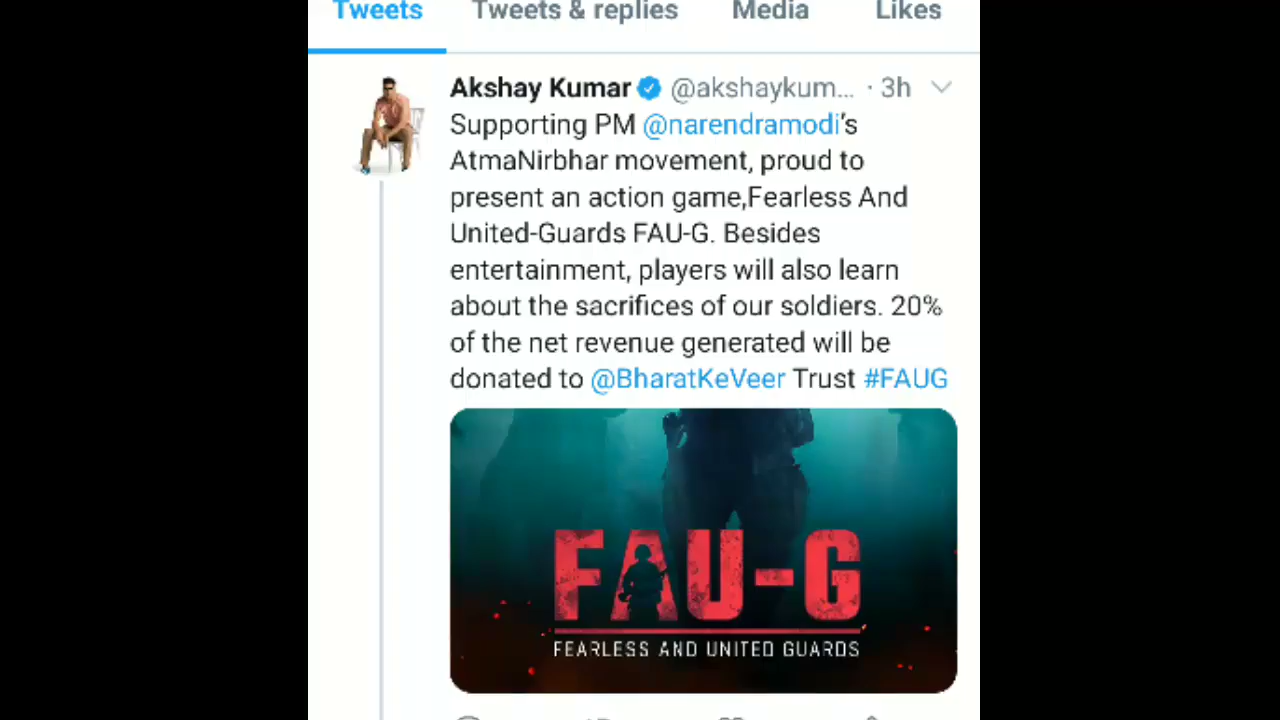 Tweets Tweets & replies Media Likes
Akshay Kumar @akshaykum... · 3h
Supporting PM @narendramodi's
AtmaNirbhar movement, proud to
present an action game,Fearless And
United-Guards FAU-G. Besides
entertainment, players will also learn
about the sacrifices of our soldiers. 20%
of the net revenue generated will be
donated to @BharatKeVeer Trust #FAUG
FAU-G
FEARLESS AND UNITED GUARDS